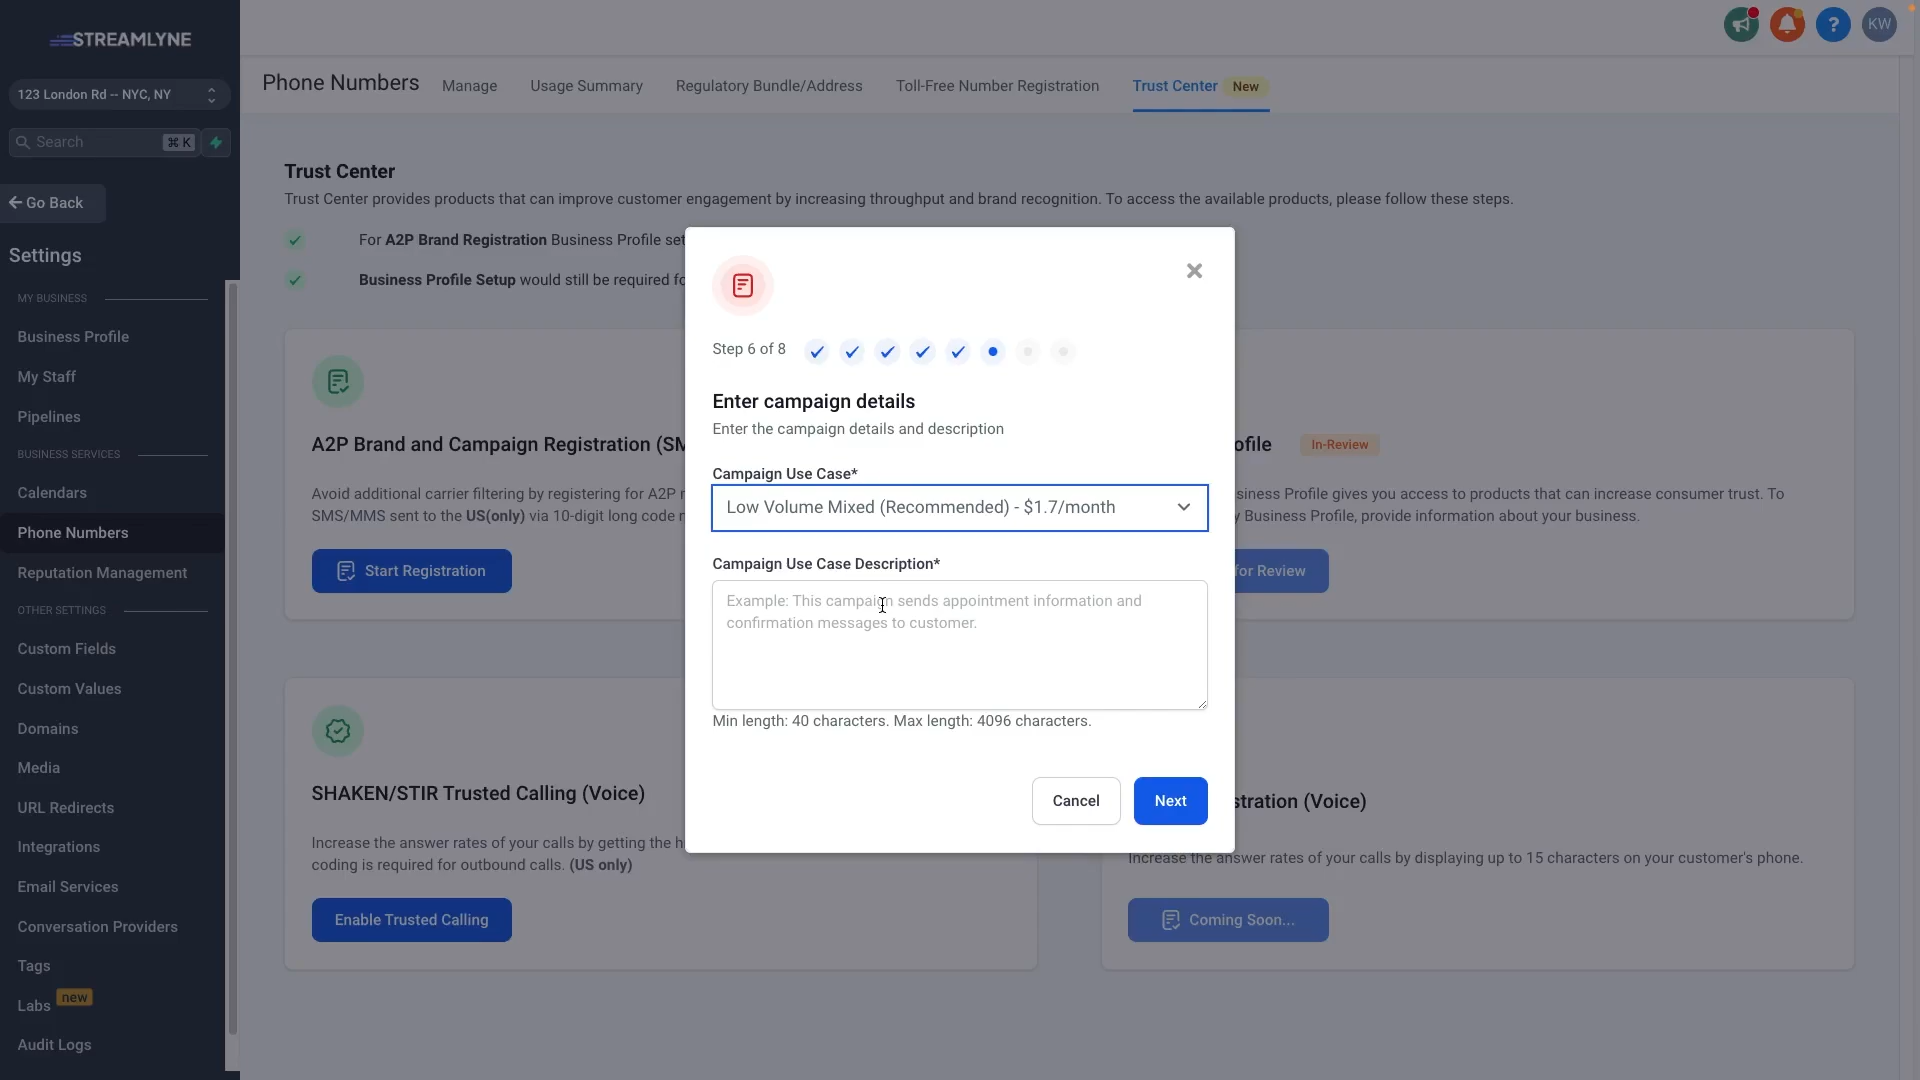 STREAMLYNE
123 London Rd -- NYC, NY
Search
⌘ K
Go Back
Settings
MY BUSINESS
Business Profile
My Staff
Pipelines
BUSINESS SERVICES
Calendars
Phone Numbers
Reputation Management
OTHER SETTINGS
Custom Fields
Custom Values
Domains
Media
URL Redirects
Integrations
Email Services
Conversation Providers
Tags
Labs new
Audit Logs
KW
Phone Numbers
Manage
Usage Summary
Regulatory Bundle/Address
Toll-Free Number Registration
Trust Center New
Trust Center
Trust Center provides products that can improve customer engagement by increasing throughput and brand recognition. To access the available products, please follow these steps.
For A2P Brand Registration Business Profile set
Business Profile Setup would still be required fo
A2P Brand and Campaign Registration (SM
Avoid additional carrier filtering by registering for A2P
SMS/MMS sent to the US(only) via 10-digit long code
Start Registration
ofile
In-Review
siness Profile gives you access to products that can increase consumer trust. To
y Business Profile, provide information about your business.
for Review
SHAKEN/STIR Trusted Calling (Voice)
Increase the answer rates of your calls by getting the h
coding is required for outbound calls. (US only)
Enable Trusted Calling
stration (Voice)
Increase the answer rates of your calls by displaying up to 15 characters on your customer's phone.
Coming Soon...
Step 6 of 8
Enter campaign details
Enter the campaign details and description
Campaign Use Case*
Low Volume Mixed (Recommended) - $1.7/month
Campaign Use Case Description*
Example: This campaign sends appointment information and
confirmation messages to customer.
Min length: 40 characters. Max length: 4096 characters.
Cancel
Next